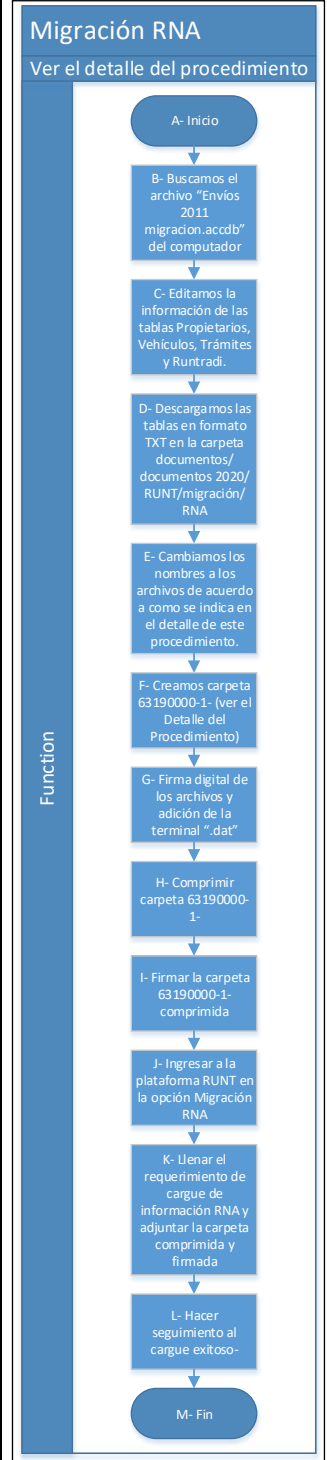 Migración RNA
Ver el detalle del procedimiento
Function
A- Inicio
B- Buscamos el
archivo “Envíos
2011
migracion.accdb”
del computador
C- Editamos la
información de las
tablas Propietarios,
Vehículos, Trámites
y Runtradi.
D- Descargamos las
tablas en formato
TXT en la carpeta
documentos/
documentos 2020/
RUNT/migración/
RNA
E- Cambiamos los
nombres a los
archivos de acuerdo
a como se indica en
el detalle de este
procedimiento.
F- Creamos carpeta
63190000-1- (ver el
Detalle del
Procedimiento)
G- Firma digital de
los archivos y
adición de la
terminal “.dat”
H- Comprimir
carpeta 63190000-
1-
I- Firmar la carpeta
63190000-1-
comprimida
J- Ingresar a la
plataforma RUNT en
la opción Migración
RNA
K- Llenar el
requerimiento de
cargue de
información RNA y
adjuntar la carpeta
comprimida y
firmada
L- Hacer
seguimiento al
cargue exitoso-
M- Fin